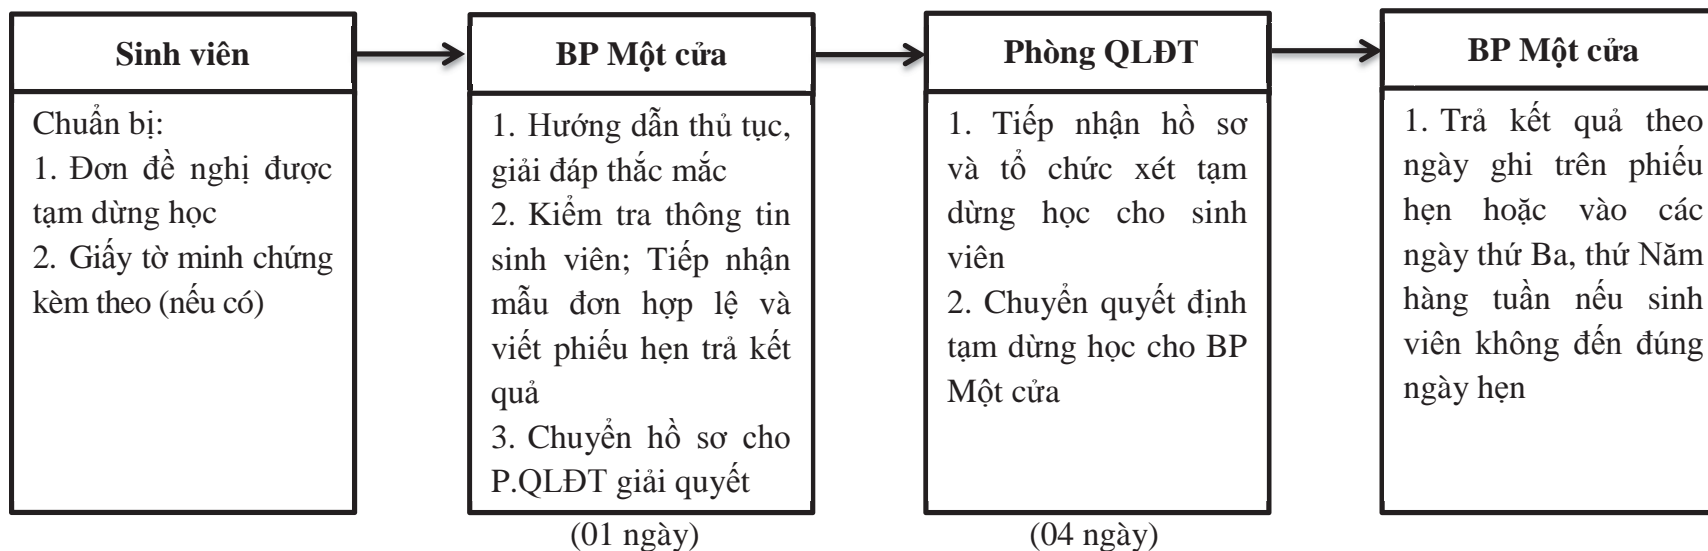 Sinh viên
Chuẩn bị:
1. Đơn đề nghị được
tạm dừng học
2. Giấy tờ minh chứng
kèm theo (nếu có)
BP Một cửa
1. Hướng dẫn thủ tục,
giải đáp thắc mắc
2. Kiểm tra thông tin
sinh viên; Tiếp nhận
mẫu đơn hợp lệ và
viết phiếu hẹn trả kết
quả
3. Chuyển hồ sơ cho
P.QLĐT giải quyết
(01 ngày)
Phòng QLĐT
1. Tiếp nhận hồ sơ
và tổ chức xét tạm
dừng học cho sinh
viên
2. Chuyển quyết định
tạm dừng học cho BP
Một cửa
(04 ngày)
BP Một cửa
1. Trả kết quả theo
ngày ghi trên phiếu
hẹn hoặc vào các
ngày thứ Ba, thứ Năm
hàng tuần nếu sinh
viên không đến đúng
ngày hẹn